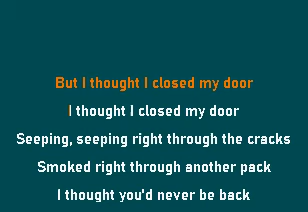 But I thought I closed my door
I thought I closed my door
Seeping, seeping right through the cracks
Smoked right through another pack
I thought you'd never be back